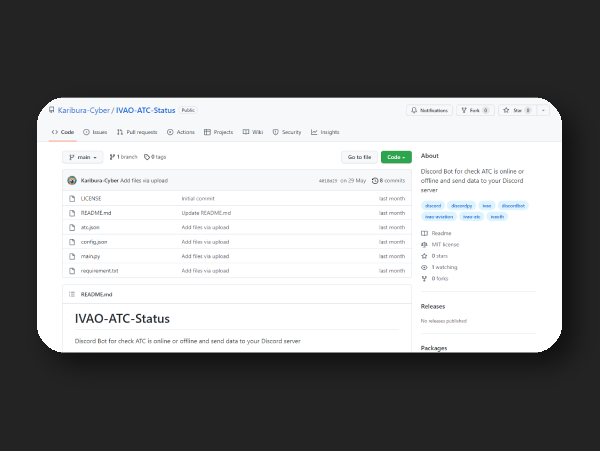 Karibura-Cyber / IVAO-ATC-Status Public
Notifications Fork 0 Star 0
Code Issues Pull requests Actions Projects Wiki Security Insights
main 1 branch 0 tags Go to file Code
Karibura-Cyber Add files via upload on 29 May 8 commits
LICENSE Initial commit last month
README.md Update README.md last month
atc.json Add files via upload last month
config.json Add files via upload last month
main.py Add files via upload last month
requirement.txt Add files via upload last month
README.md
IVAO-ATC-Status
Discord Bot for check ATC is online or offline and send data to your Discord server
About
Discord Bot for check ATC is online or
offline and send data to your Discord
server
discord discordpy ivao discordbot
ivao-aviation ivao-atc ivaoth
Readme
MIT license
0 stars
1 watching
0 forks
Releases
No releases published
Packages